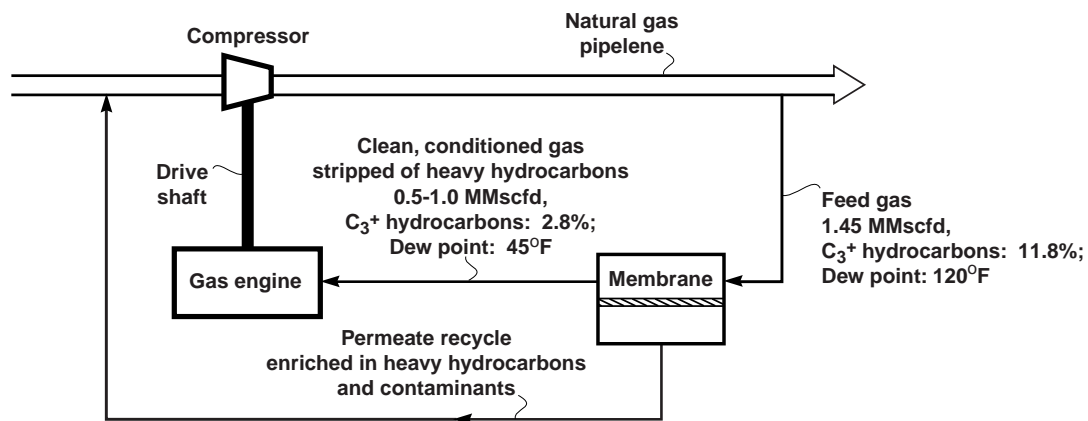 Natural gas
pipelene
Compressor
Drive
shaft
Clean, conditioned gas
stripped of heavy hydrocarbons
0.5-1.0 MMscfd,
C₃⁺ hydrocarbons: 2.8%;
Dew point: 45°F
Feed gas
1.45 MMscfd,
C₃⁺ hydrocarbons: 11.8%;
Dew point: 120°F
Gas engine
Membrane
Permeate recycle
enriched in heavy hydrocarbons
and contaminants